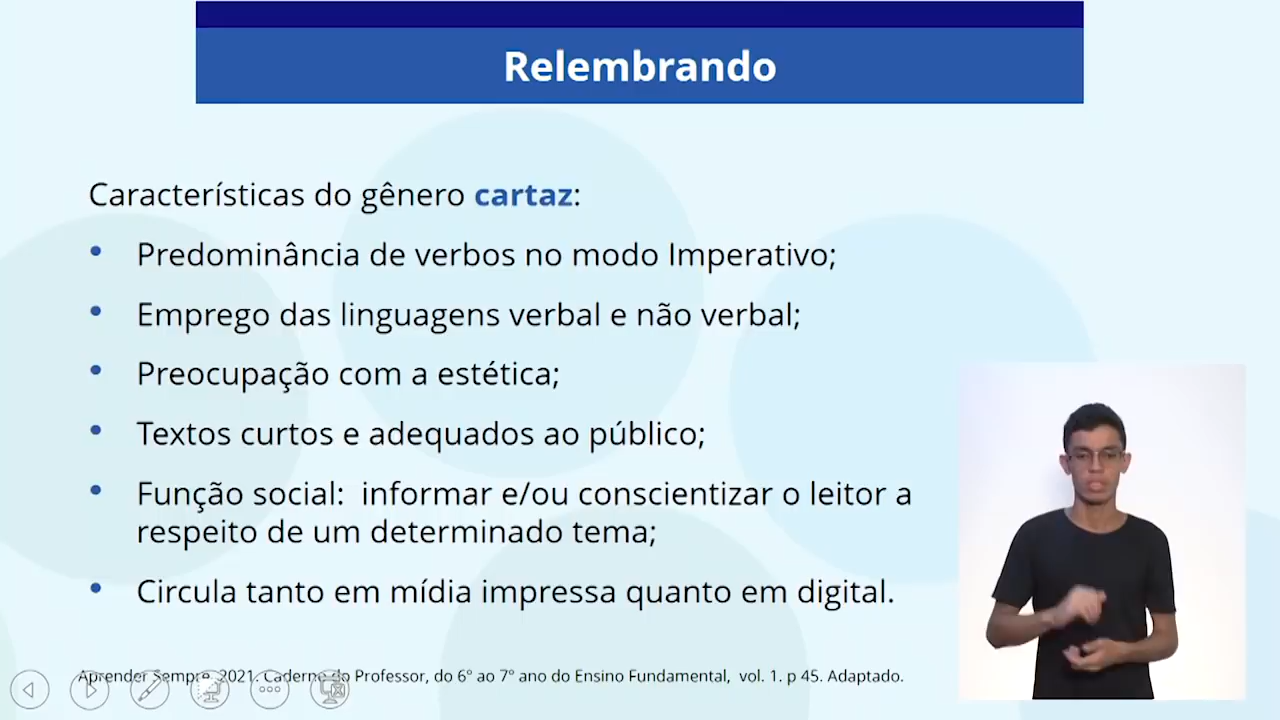 Relembrando
Características do gênero cartaz:
• Predominância de verbos no modo Imperativo;
• Emprego das linguagens verbal e não verbal;
• Preocupação com a estética;
• Textos curtos e adequados ao público;
• Função social: informar e/ou conscientizar o leitor a
respeito de um determinado tema;
• Circula tanto em mídia impressa quanto em digital.
Aprender Sempre, 2021. Caderno do Professor, do 6º ao 7º ano do Ensino Fundamental, vol. 1. p 45. Adaptado.